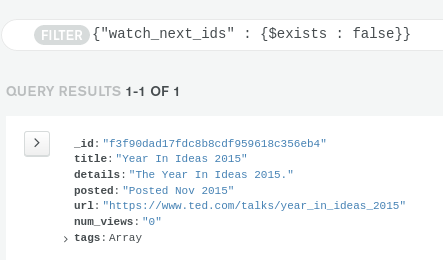 FILTER {"watch_next_ids" : {$exists : false}}
QUERY RESULTS 1-1 OF 1
_id: "f3f90dad17fdc8b8cdf959618c356eb4"
title: "Year In Ideas 2015"
details: "The Year In Ideas 2015."
posted: "Posted Nov 2015"
url: "https://www.ted.com/talks/year_in_ideas_2015"
num_views: "0"
tags: Array